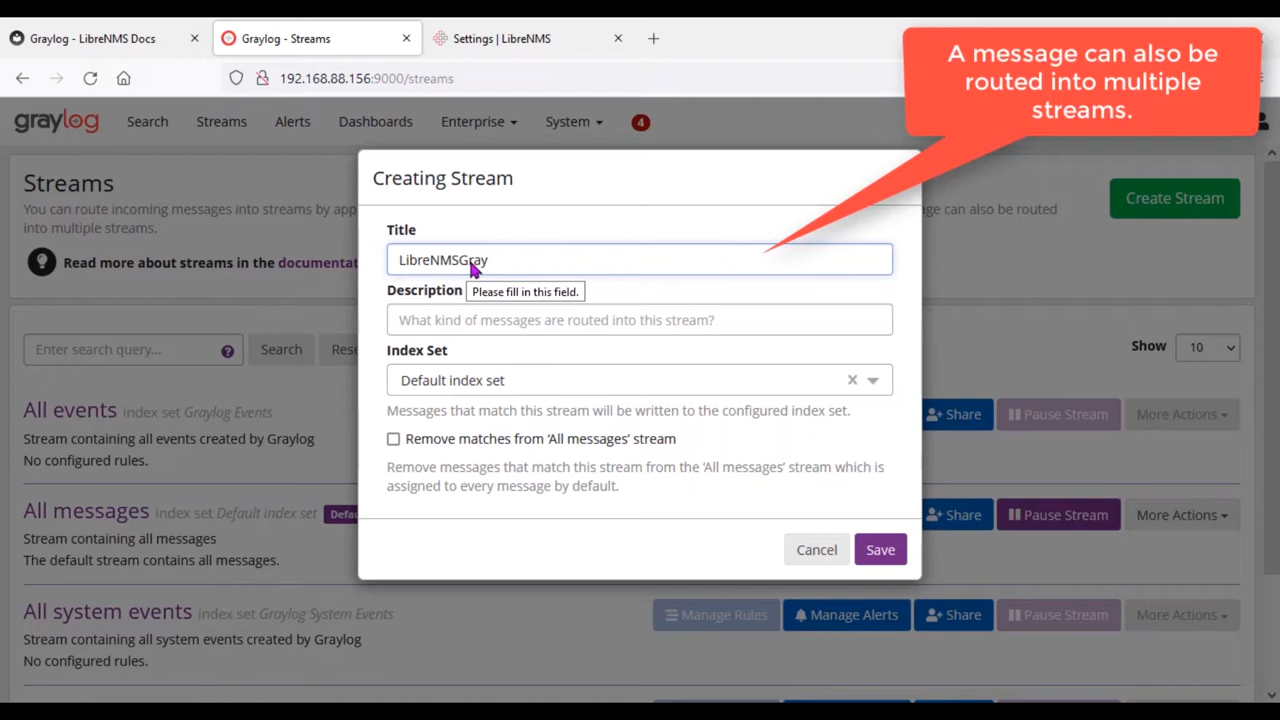 Graylog - LibreNMS Docs
Graylog - Streams
Settings | LibreNMS
A message can also be
routed into multiple
streams.
192.168.88.156:9000/streams
graylog
Search
Streams
Alerts
Dashboards
Enterprise
System
4
Streams
You can route incoming messages into streams by app
age can also be routed
into multiple streams.
Create Stream
Read more about streams in the documentat
Creating Stream
Title
LibreNMSGray
Description
Please fill in this field.
What kind of messages are routed into this stream?
Index Set
Default index set
Messages that match this stream will be written to the configured index set.
Remove matches from ‘All messages’ stream
Remove messages that match this stream from the ‘All messages’ stream which is
assigned to every message by default.
Cancel
Save
Enter search query...
Search
Rese
Show
10
All events index set Graylog Events
Share
Pause Stream
More Actions
Stream containing all events created by Graylog
No configured rules.
All messages index set Default index set
Defau
Share
Pause Stream
More Actions
Stream containing all messages
The default stream contains all messages.
All system events index set Graylog System Events
Manage Rules
Manage Alerts
Share
Pause Stream
More Actions
Stream containing all system events created by Graylog
No configured rules.